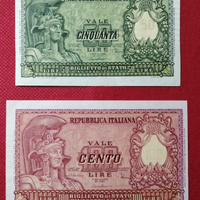 VALE
CINQUANTA
LIRE
BIGLIETTO DI STATO
REPUBBLICA ITALIANA
VALE
CENTO
LIRE
BIGLIETTO DI STATO